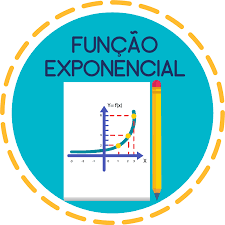 FUNÇÃO
EXPONENCIAL
Y= f(x)
X